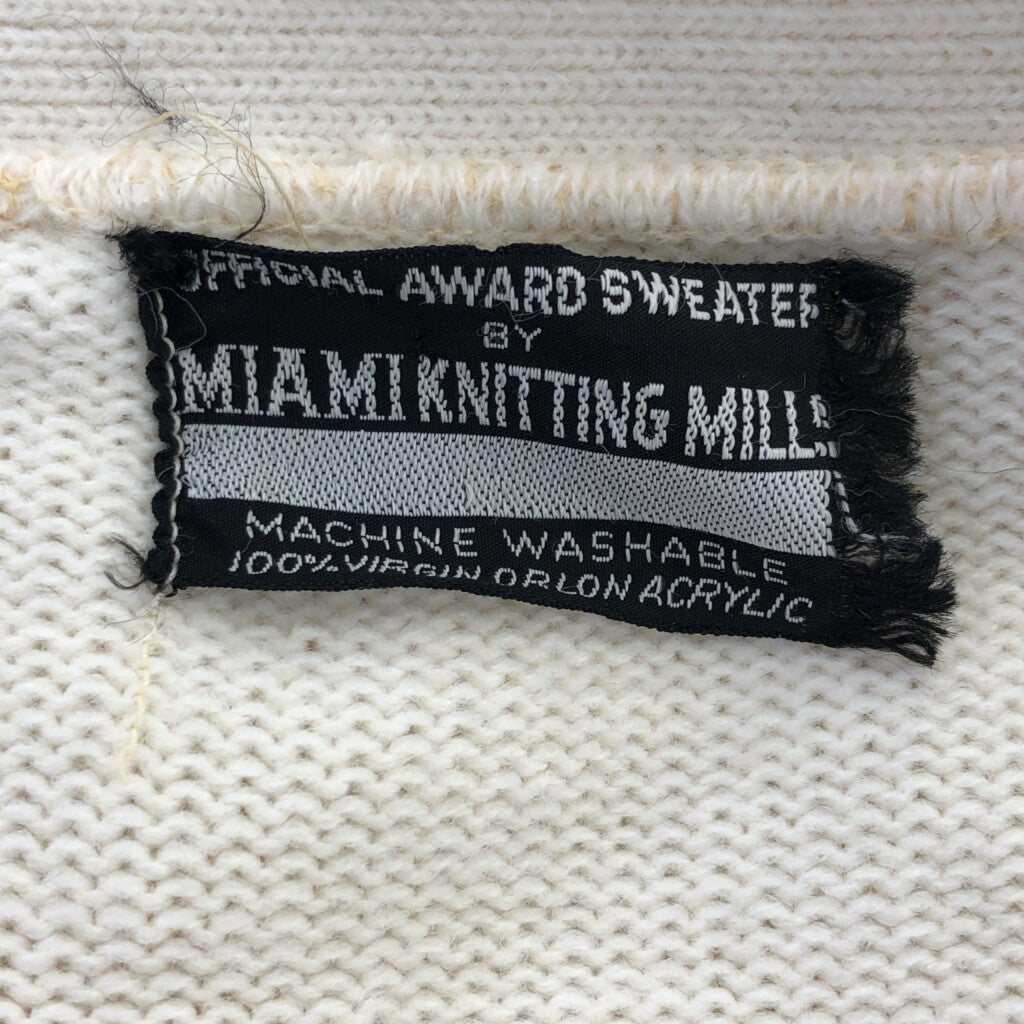 OFFICIAL AWARD SWEATER
BY
MIAMI KNITTING MILLS
MACHINE WASHABLE
100% VIRGIN ORLON ACRYLIC